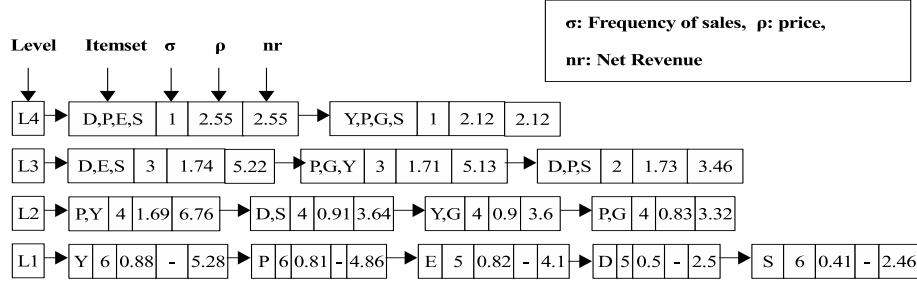 σ: Frequency of sales, ρ: price,
nr: Net Revenue
Level Itemset σ ρ nr
L4 D,P,E,S 1 2.55 2.55 Y,P,G,S 1 2.12 2.12
L3 D,E,S 3 1.74 5.22 P,G,Y 3 1.71 5.13 D,P,S 2 1.73 3.46
L2 P,Y 4 1.69 6.76 D,S 4 0.91 3.64 Y,G 4 0.9 3.6 P,G 4 0.83 3.32
L1 Y 6 0.88 - 5.28 P 6 0.81 - 4.86 E 5 0.82 - 4.1 D 5 0.5 - 2.5 S 6 0.41 - 2.46